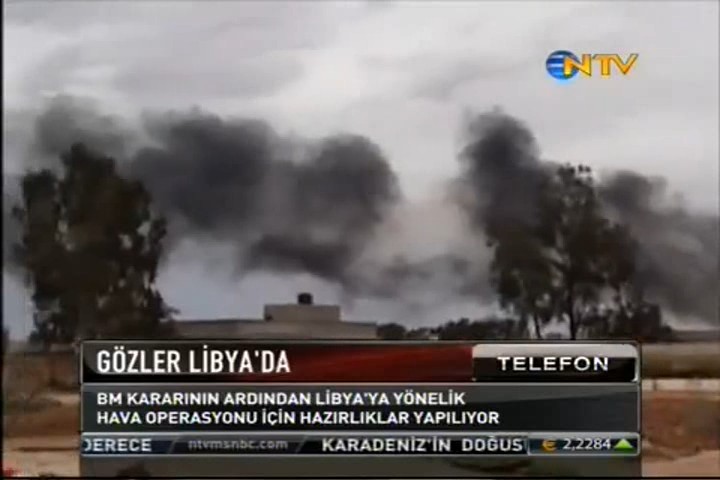 NTV
GÖZLER LİBYA'DA
TELEFON
BM KARARININ ARDINDAN LİBYA'YA YÖNELİK
HAVA OPERASYONU İÇİN HAZIRLIKLAR YAPILIYOR
DERECE ntvmsnbc.com KARADENİZ'İN DOĞUS € 2,2284